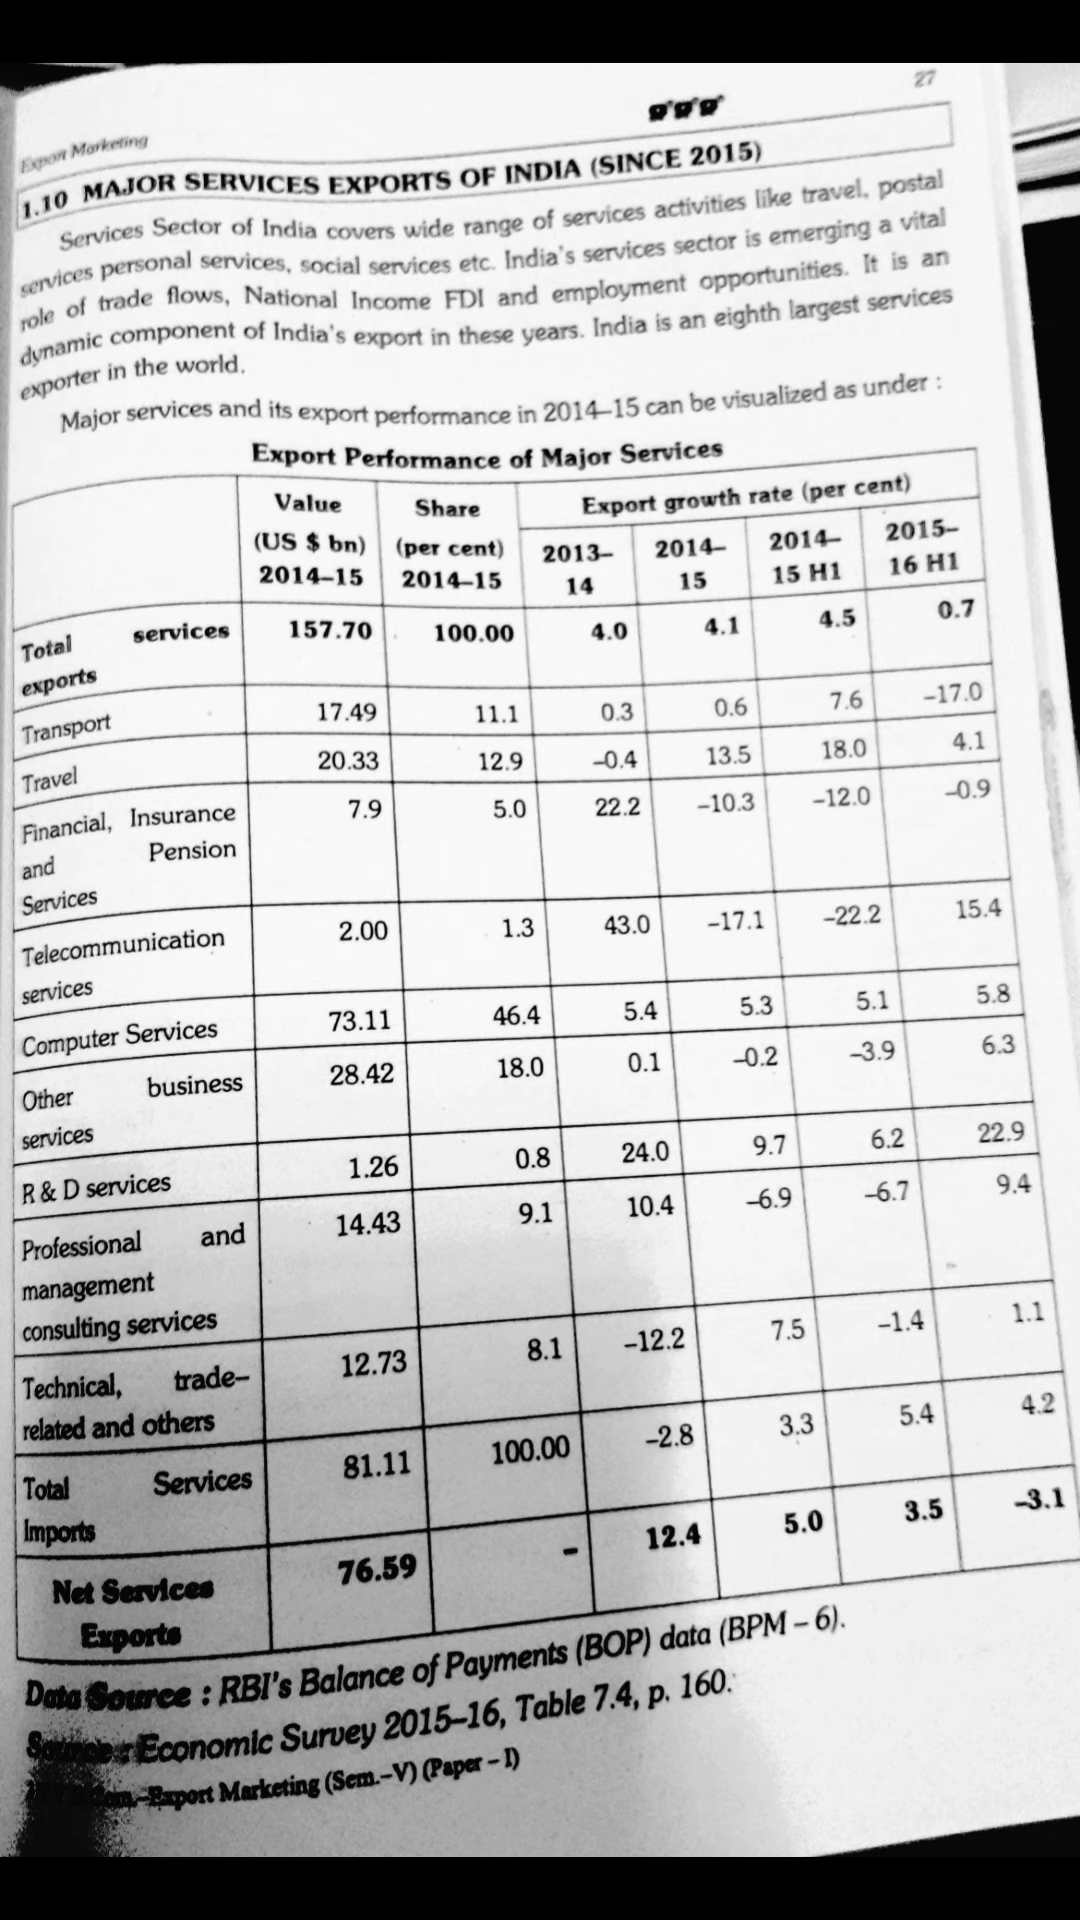 27
Export Marketing
1.10 MAJOR SERVICES EXPORTS OF INDIA (SINCE 2015)
Services Sector of India covers wide range of services activities like travel, postal
services personal services, social services etc. India's services sector is emerging a vital
role of trade flows, National Income FDI and employment opportunities. It is an
dynamic component of India's export in these years. India is an eighth largest services
exporter in the world.
Major services and its export performance in 2014–15 can be visualized as under :
Export Performance of Major Services
Value (US $ bn) 2014–15 Share (per cent) 2014–15 Export growth rate (per cent)
2013–14 2014–15 2014–15 H1 2015–16 H1
Total services exports 157.70 100.00 4.0 4.1 4.5 0.7
Transport 17.49 11.1 0.3 0.6 7.6 –17.0
Travel 20.33 12.9 –0.4 13.5 18.0 4.1
Financial, Insurance and Pension Services 7.9 5.0 22.2 –10.3 –12.0 –0.9
Telecommunication services 2.00 1.3 43.0 –17.1 –22.2 15.4
Computer Services 73.11 46.4 5.4 5.3 5.1 5.8
Other business services 28.42 18.0 0.1 –0.2 –3.9 6.3
R & D services 1.26 0.8 24.0 9.7 6.2 22.9
Professional and management consulting services 14.43 9.1 10.4 –6.9 –6.7 9.4
Technical, trade–related and others 12.73 8.1 –12.2 7.5 –1.4 1.1
Total Services Imports 81.11 100.00 –2.8 3.3 5.4 4.2
Net Services Exports 76.59 – 12.4 5.0 3.5 –3.1
Data Source : RBI's Balance of Payments (BOP) data (BPM – 6).
Source : Economic Survey 2015–16, Table 7.4, p. 160.
Export Marketing (Sem.–V) (Paper – I)